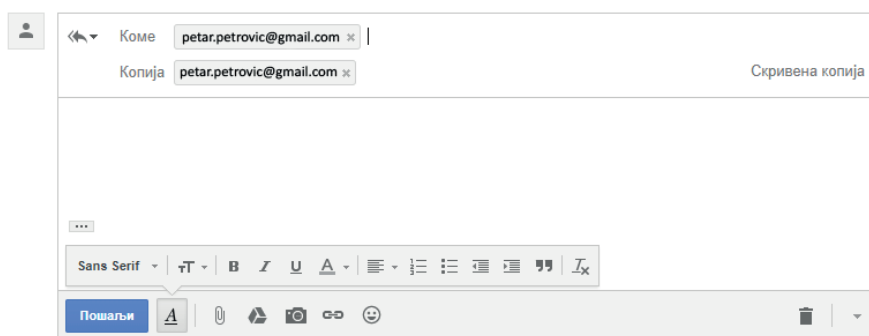 Коме petar.petrovic@gmail.com ×
Копија petar.petrovic@gmail.com × Скривена копија
Sans Serif
Пошаљи